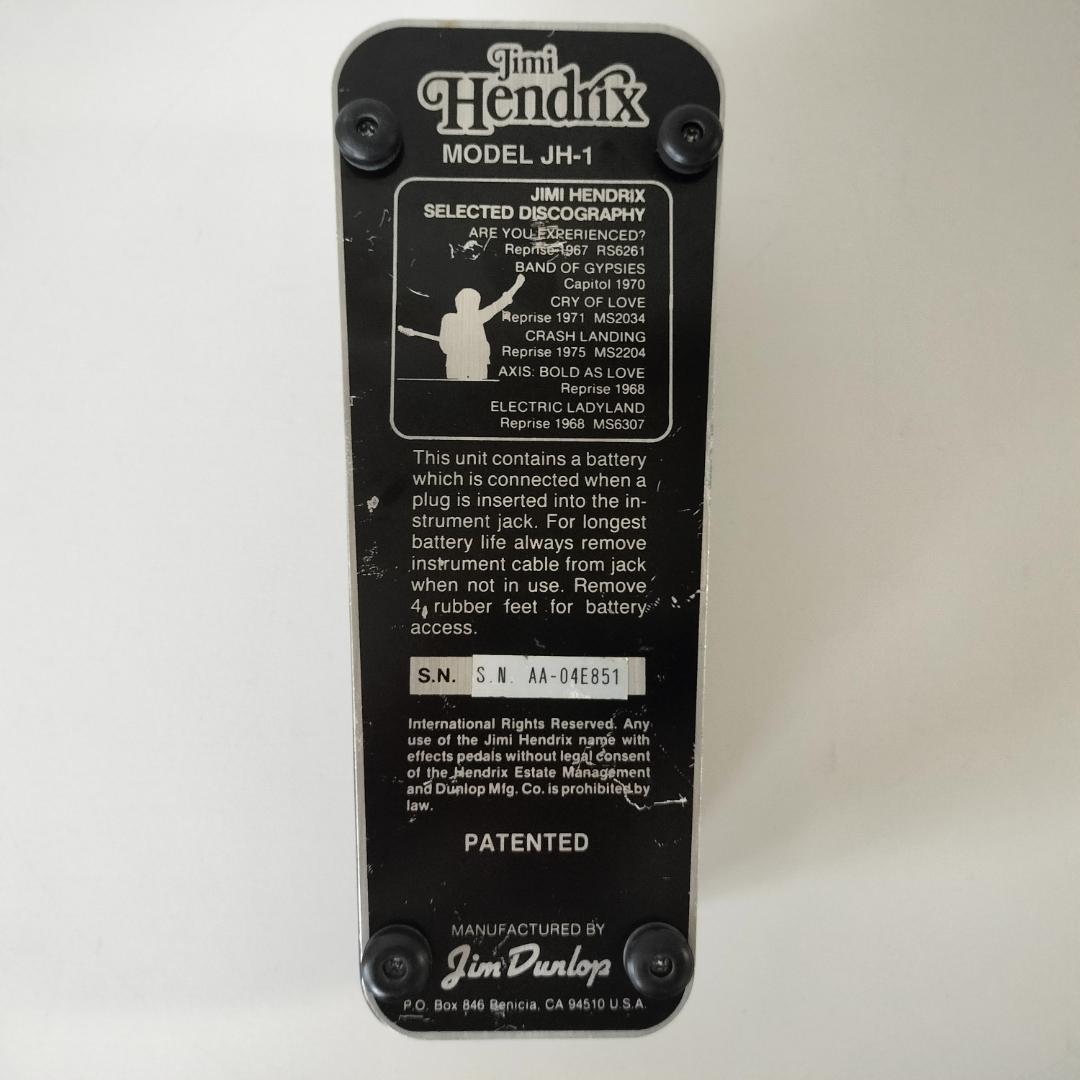 Jimi
Hendrix
MODEL JH-1
JIMI HENDRIX
SELECTED DISCOGRAPHY
ARE YOU EXPERIENCED?
Reprise 1967 RS6261
BAND OF GYPSIES
Capitol 1970
CRY OF LOVE
Reprise 1971 MS2034
CRASH LANDING
Reprise 1975 MS2204
AXIS: BOLD AS LOVE
Reprise 1968
ELECTRIC LADYLAND
Reprise 1968 MS6307
This unit contains a battery
which is connected when a
plug is inserted into the in-
strument jack. For longest
battery life always remove
instrument cable from jack
when not in use. Remove
4 rubber feet for battery
access.
S.N. S.N. AA-04E851
International Rights Reserved. Any
use of the Jimi Hendrix name with
effects pedals without legal consent
of the Hendrix Estate Management
and Dunlop Mfg. Co. is prohibited by
law.
PATENTED
MANUFACTURED BY
Jim Dunlop
P.O. Box 846 Benicia, CA 94510 U.S.A.